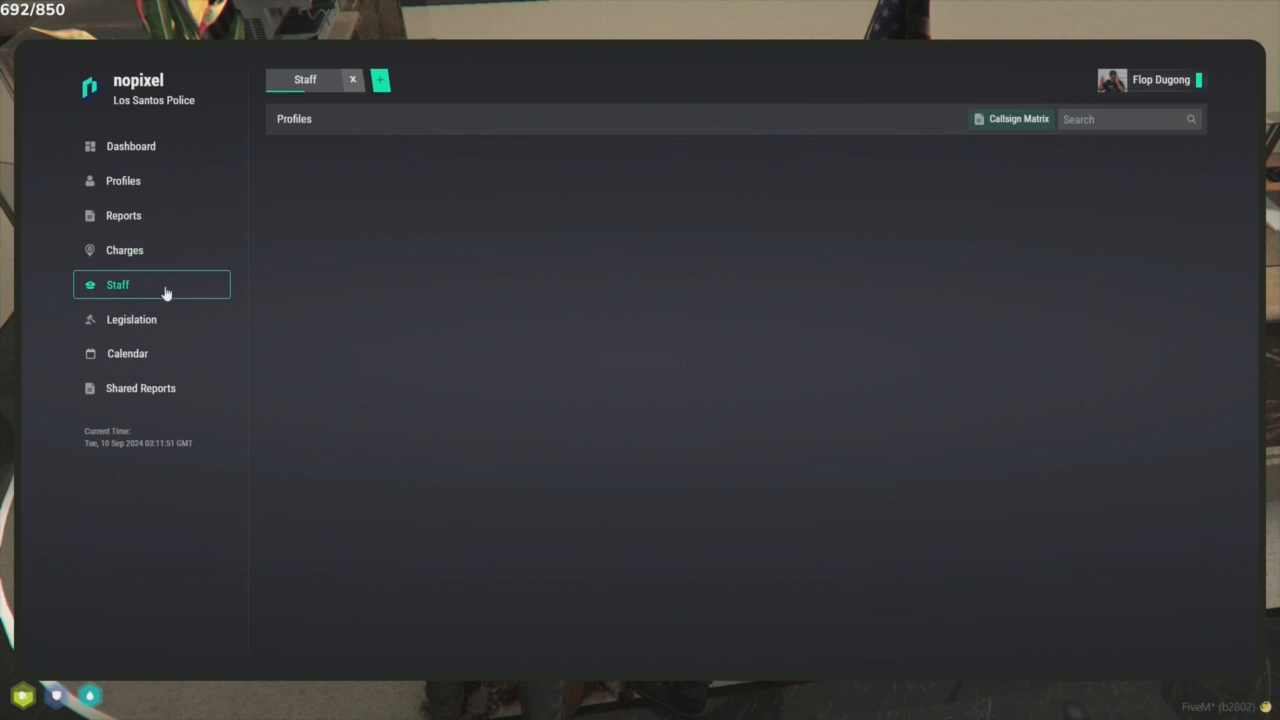 692/850
nopixel
Los Santos Police
Dashboard
Profiles
Reports
Charges
Staff
Legislation
Calendar
Shared Reports
Current Time:
Tue, 10 Sep 2024 03:11:51 GMT
Staff x +
Flop Dugong
Profiles
Callsign Matrix
Search
FiveM* (b2802)